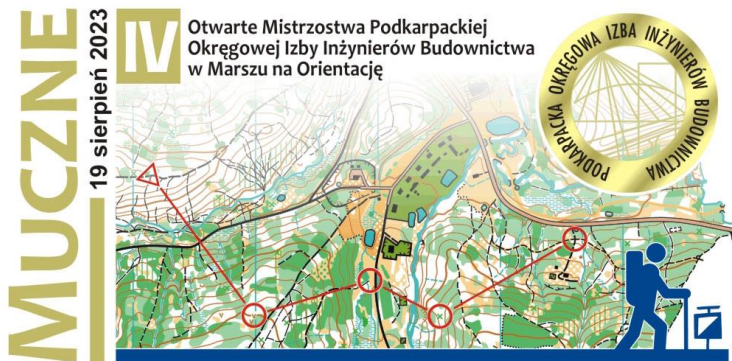 MUCZNE
19 sierpień 2023
IV
Otwarte Mistrzostwa Podkarpackiej
Okręgowej Izby Inżynierów Budownictwa
w Marszu na Orientację
PODKARPACKA OKRĘGOWA IZBA INŻYNIERÓW BUDOWNICTWA